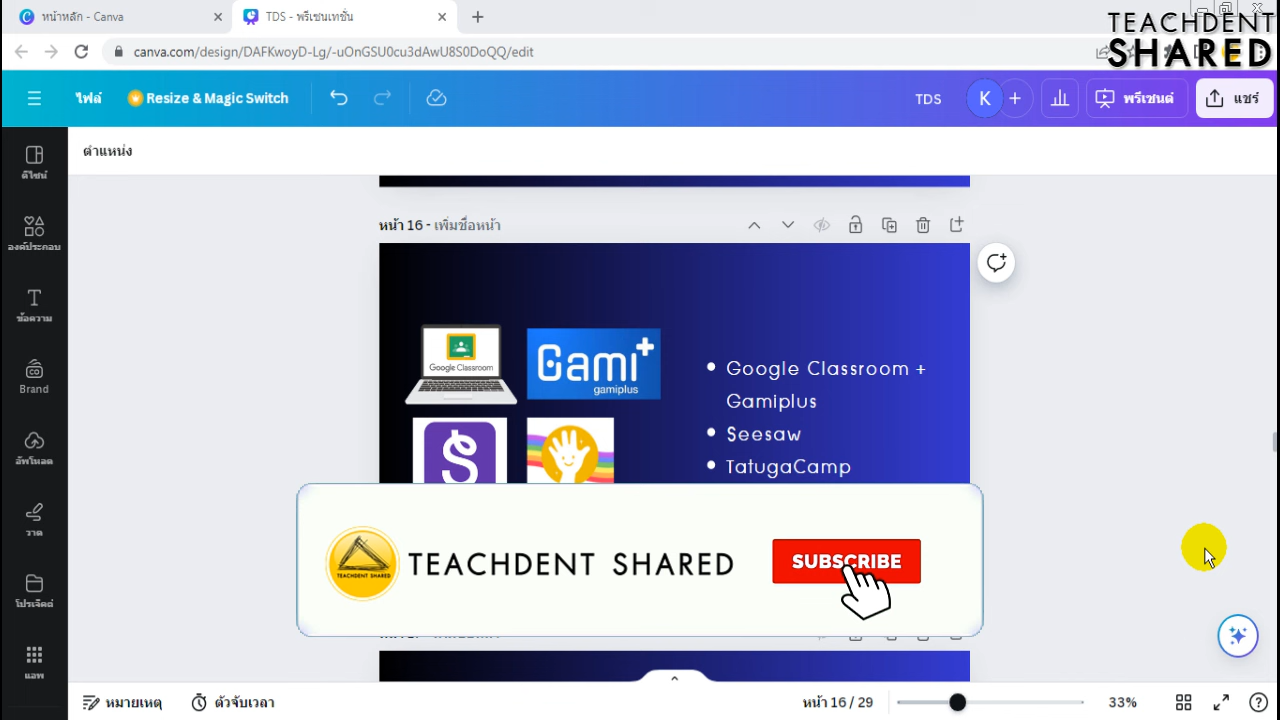 หน้าหลัก - Canva
TDS - พรีเซนเทชั่น
TEACHDENT
SHARED
canva.com/design/DAFKwoyD-Lg/-uOnGSU0cu3dAwU8S0DoQQ/edit
ไฟล์
Resize & Magic Switch
TDS
K
พรีเซนต์
แชร์
ดีไซน์
ตำแหน่ง
องค์ประกอบ
หน้า 16 - เพิ่มชื่อหน้า
ข้อความ
Google Classroom
Gami+
gamiplus
Google Classroom +
Gamiplus
Seesaw
TatugaCamp
Brand
อัพโหลด
วาด
TEACHDENT SHARED
TEACHDENT SHARED
SUBSCRIBE
โปรเจ็คต์
แอพ
หมายเหตุ
ตัวจับเวลา
หน้า 16 / 29
33%